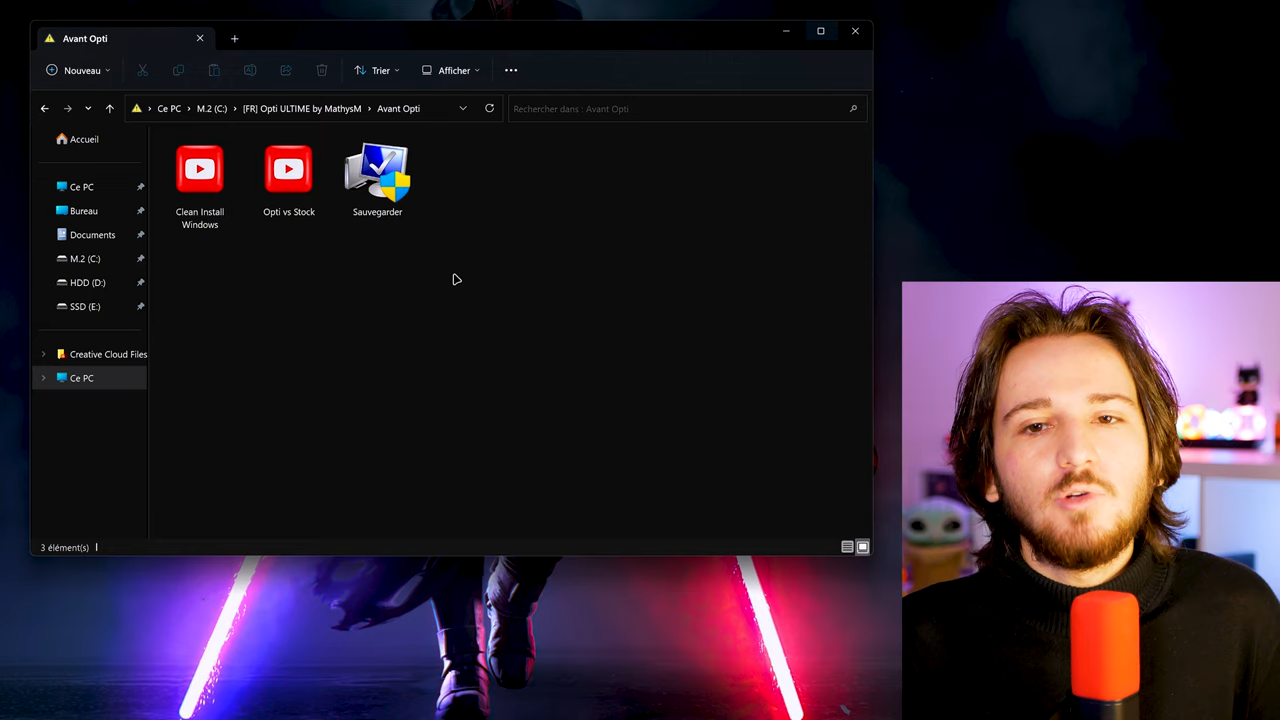 Avant Opti
Nouveau
Trier
Afficher
Ce PC
M.2 (C:)
[FR] Opti ULTIME by MathysM
Avant Opti
Rechercher dans : Avant Opti
Accueil
Ce PC
Bureau
Documents
M.2 (C:)
HDD (D:)
SSD (E:)
Creative Cloud Files
Ce PC
Clean Install
Windows
Opti vs Stock
Sauvegarder
3 élément(s)